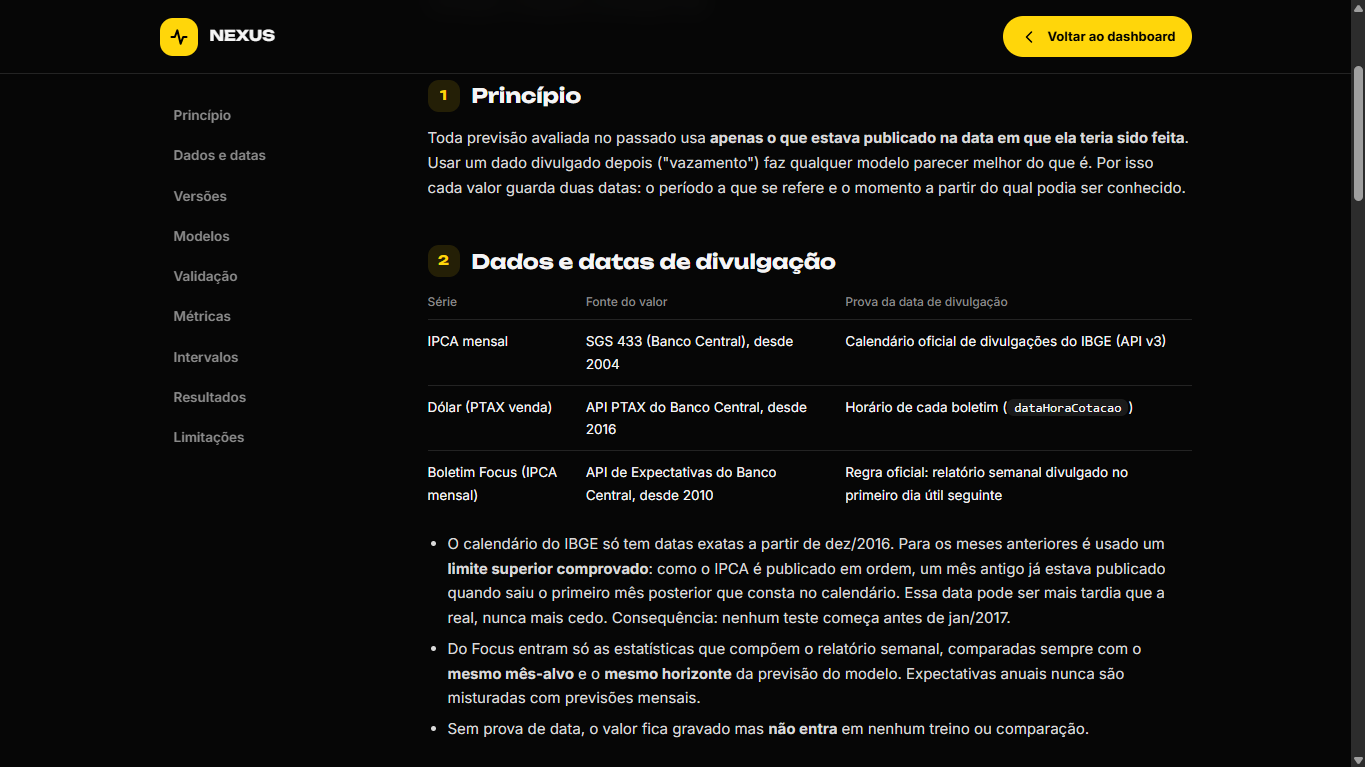 NEXUS
Voltar ao dashboard
Princípio
Dados e datas
Versões
Modelos
Validação
Métricas
Intervalos
Resultados
Limitações
1 Princípio
Toda previsão avaliada no passado usa apenas o que estava publicado na data em que ela teria sido feita.
Usar um dado divulgado depois ("vazamento") faz qualquer modelo parecer melhor do que é. Por isso
cada valor guarda duas datas: o período a que se refere e o momento a partir do qual podia ser conhecido.
2 Dados e datas de divulgação
Série Fonte do valor Prova da data de divulgação
IPCA mensal SGS 433 (Banco Central), desde Calendário oficial de divulgações do IBGE (API v3)
2004
Dólar (PTAX venda) API PTAX do Banco Central, desde Horário de cada boletim ( dataHoraCotacao )
2016
Boletim Focus (IPCA API de Expectativas do Banco Regra oficial: relatório semanal divulgado no
mensal) Central, desde 2010 primeiro dia útil seguinte
• O calendário do IBGE só tem datas exatas a partir de dez/2016. Para os meses anteriores é usado um
limite superior comprovado: como o IPCA é publicado em ordem, um mês antigo já estava publicado
quando saiu o primeiro mês posterior que consta no calendário. Essa data pode ser mais tardia que a
real, nunca mais cedo. Consequência: nenhum teste começa antes de jan/2017.
• Do Focus entram só as estatísticas que compõem o relatório semanal, comparadas sempre com o
mesmo mês-alvo e o mesmo horizonte da previsão do modelo. Expectativas anuais nunca são
misturadas com previsões mensais.
• Sem prova de data, o valor fica gravado mas não entra em nenhum treino ou comparação.